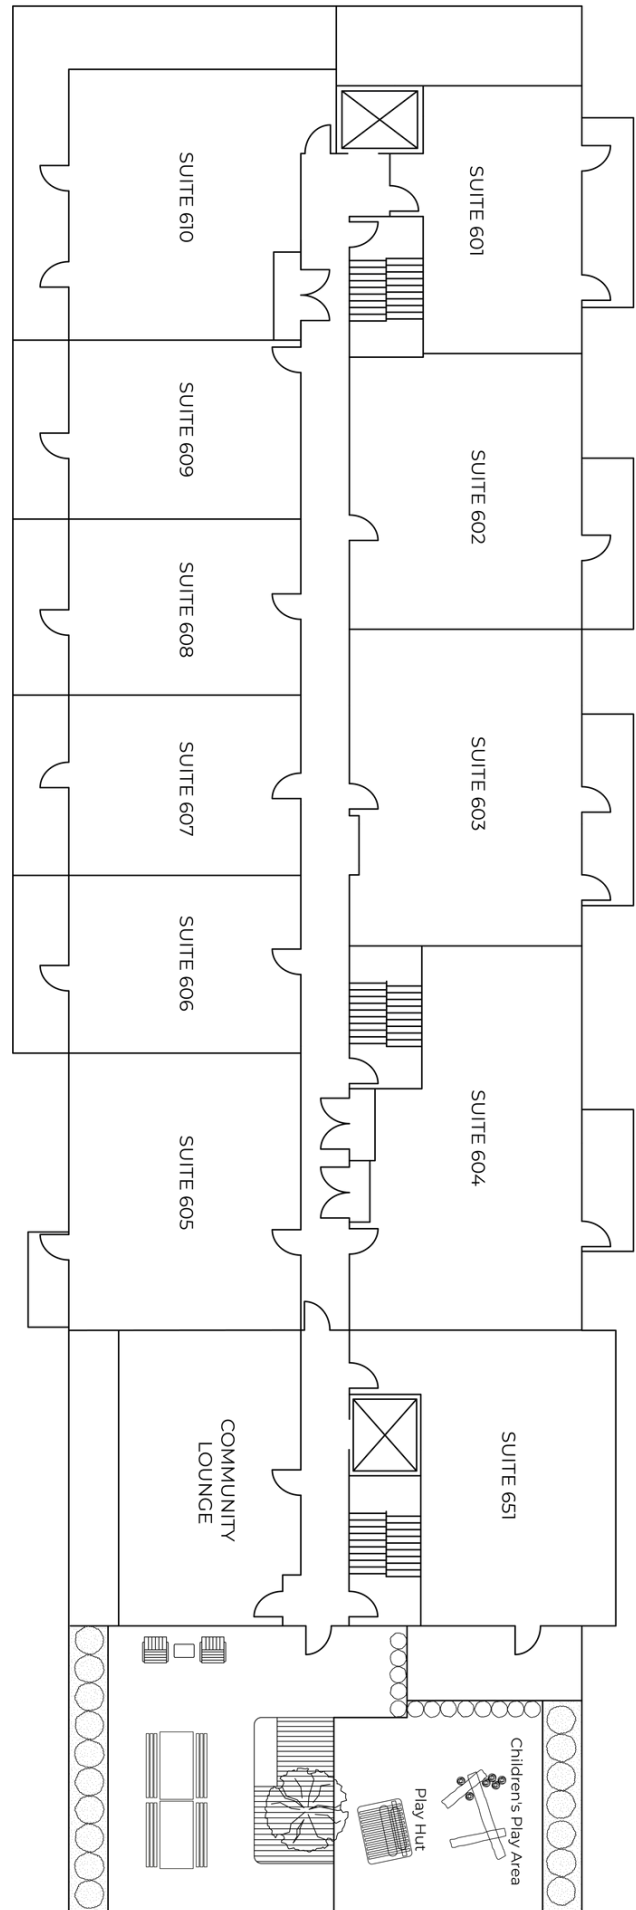 SUITE 610
SUITE 601
SUITE 609
SUITE 602
SUITE 608
SUITE 607
SUITE 603
SUITE 606
SUITE 604
SUITE 605
COMMUNITY
LOUNGE
SUITE 651
Children's Play Area
Play Hut